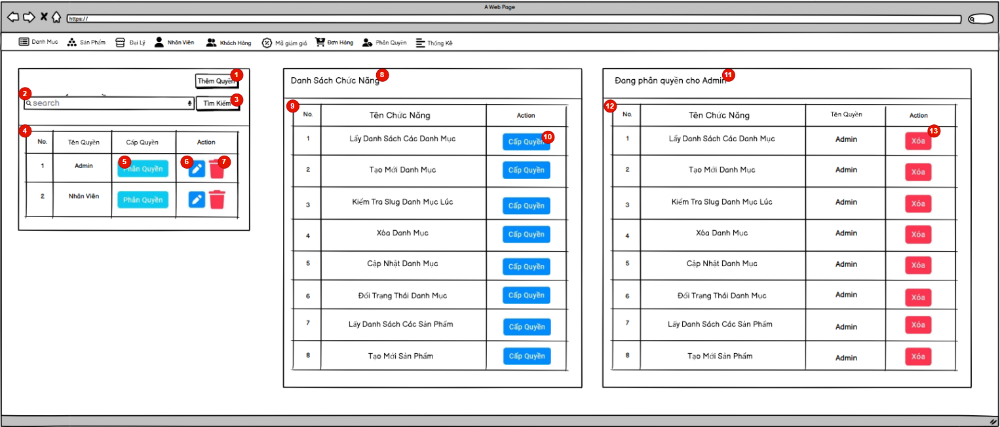 A Web Page
https://
Danh Mục Sản Phẩm Đại Lý Nhân Viên Khách Hàng Mã giảm giá Đơn Hàng Phân Quyền Thống Kê
Thêm Quyền 1
2
search Tìm Kiếm 3
4
No. Tên Quyền Cấp Quyền Action
1 Admin 5 Phân Quyền 6 7
2 Nhân Viên Phân Quyền
Danh Sách Chức Năng 8
9
No. Tên Chức Năng Action
1 Lấy Danh Sách Các Danh Mục Cấp Quyền 10
2 Tạo Mới Danh Mục Cấp Quyền
3 Kiểm Tra Slug Danh Mục Lúc Cấp Quyền
4 Xóa Danh Mục Cấp Quyền
5 Cập Nhật Danh Mục Cấp Quyền
6 Đổi Trạng Thái Danh Mục Cấp Quyền
7 Lấy Danh Sách Các Sản Phẩm Cấp Quyền
8 Tạo Mới Sản Phẩm Cấp Quyền
Đang phân quyền cho Admin 11
12
No. Tên Chức Năng Tên Quyền Action
1 Lấy Danh Sách Các Danh Mục Admin Xóa 13
2 Tạo Mới Danh Mục Admin Xóa
3 Kiểm Tra Slug Danh Mục Lúc Admin Xóa
4 Xóa Danh Mục Admin Xóa
5 Cập Nhật Danh Mục Admin Xóa
6 Đổi Trạng Thái Danh Mục Admin Xóa
7 Lấy Danh Sách Các Sản Phẩm Admin Xóa
8 Tạo Mới Sản Phẩm Admin Xóa